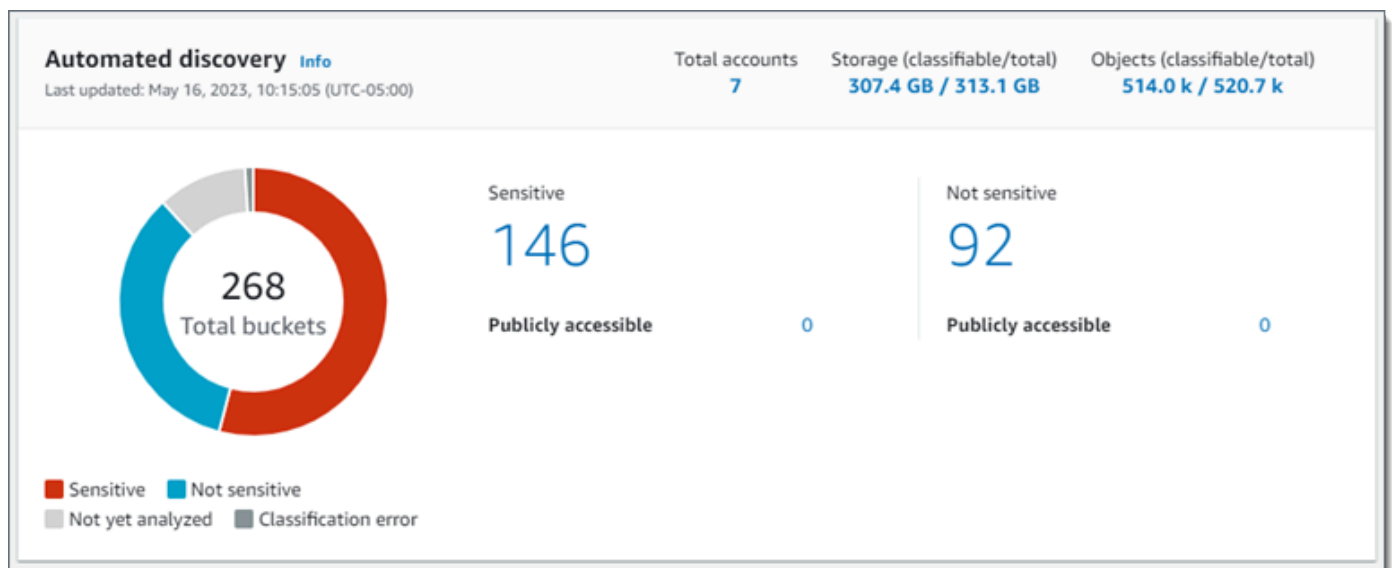 Automated discovery Info
Last updated: May 16, 2023, 10:15:05 (UTC-05:00)
Total accounts
7
Storage (classifiable/total)
307.4 GB / 313.1 GB
Objects (classifiable/total)
514.0 k / 520.7 k
268
Total buckets
Sensitive
Not sensitive
Not yet analyzed
Classification error
Sensitive
146
Publicly accessible 0
Not sensitive
92
Publicly accessible 0